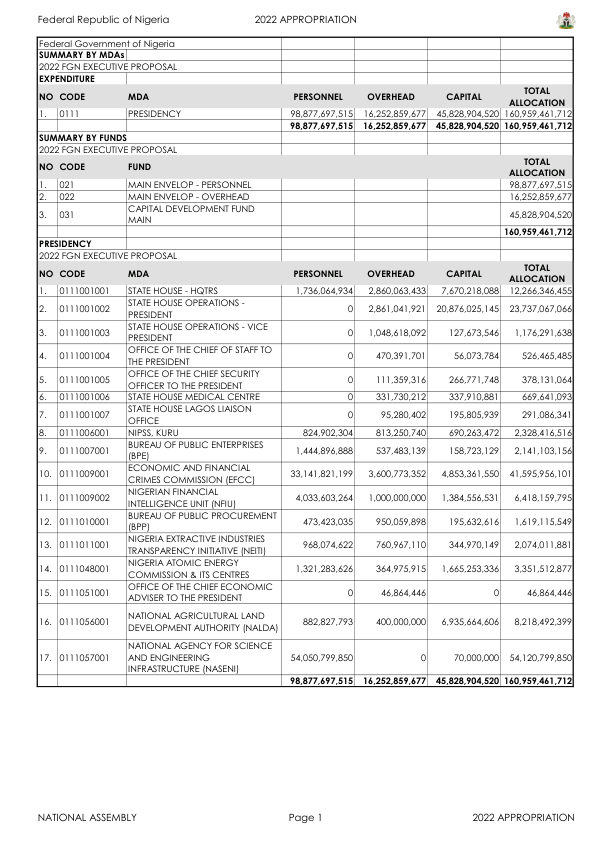 Federal Republic of Nigeria 2022 APPROPRIATION
Federal Government of Nigeria
SUMMARY BY MDAs
2022 FGN EXECUTIVE PROPOSAL
EXPENDITURE
NO CODE MDA PERSONNEL OVERHEAD CAPITAL TOTAL
ALLOCATION
1. 0111 PRESIDENCY 98,877,697,515 16,252,859,677 45,828,904,520 160,959,461,712
98,877,697,515 16,252,859,677 45,828,904,520 160,959,461,712
SUMMARY BY FUNDS
2022 FGN EXECUTIVE PROPOSAL
NO CODE FUND TOTAL
ALLOCATION
1. 021 MAIN ENVELOP - PERSONNEL 98,877,697,515
2. 022 MAIN ENVELOP - OVERHEAD 16,252,859,677
3. 031 CAPITAL DEVELOPMENT FUND
MAIN 45,828,904,520
160,959,461,712
PRESIDENCY
2022 FGN EXECUTIVE PROPOSAL
NO CODE MDA PERSONNEL OVERHEAD CAPITAL TOTAL
ALLOCATION
1. 0111001001 STATE HOUSE - HQTRS 1,736,064,934 2,860,063,433 7,670,218,088 12,266,346,455
2. 0111001002 STATE HOUSE OPERATIONS -
PRESIDENT 0 2,861,041,921 20,876,025,145 23,737,067,066
3. 0111001003 STATE HOUSE OPERATIONS - VICE
PRESIDENT 0 1,048,618,092 127,673,546 1,176,291,638
4. 0111001004 OFFICE OF THE CHIEF OF STAFF TO
THE PRESIDENT 0 470,391,701 56,073,784 526,465,485
5. 0111001005 OFFICE OF THE CHIEF SECURITY
OFFICER TO THE PRESIDENT 0 111,359,316 266,771,748 378,131,064
6. 0111001006 STATE HOUSE MEDICAL CENTRE 0 331,730,212 337,910,881 669,641,093
7. 0111001007 STATE HOUSE LAGOS LIAISON
OFFICE 0 95,280,402 195,805,939 291,086,341
8. 0111006001 NIPSS, KURU 824,902,304 813,250,740 690,263,472 2,328,416,516
9. 0111007001 BUREAU OF PUBLIC ENTERPRISES
(BPE) 1,444,896,888 537,483,139 158,723,129 2,141,103,156
10. 0111009001 ECONOMIC AND FINANCIAL
CRIMES COMMISSION (EFCC) 33,141,821,199 3,600,773,352 4,853,361,550 41,595,956,101
11. 0111009002 NIGERIAN FINANCIAL
INTELLIGENCE UNIT (NFIU) 4,033,603,264 1,000,000,000 1,384,556,531 6,418,159,795
12. 0111010001 BUREAU OF PUBLIC PROCUREMENT
(BPP) 473,423,035 950,059,898 195,632,616 1,619,115,549
13. 0111011001 NIGERIA EXTRACTIVE INDUSTRIES
TRANSPARENCY INITIATIVE (NEITI) 968,074,622 760,967,110 344,970,149 2,074,011,881
14. 0111048001 NIGERIA ATOMIC ENERGY
COMMISSION & ITS CENTRES 1,321,283,626 364,975,915 1,665,253,336 3,351,512,877
15. 0111051001 OFFICE OF THE CHIEF ECONOMIC
ADVISER TO THE PRESIDENT 0 46,864,446 0 46,864,446
16. 0111056001 NATIONAL AGRICULTURAL LAND
DEVELOPMENT AUTHORITY (NALDA) 882,827,793 400,000,000 6,935,664,606 8,218,492,399
17. 0111057001 NATIONAL AGENCY FOR SCIENCE
AND ENGINEERING
INFRASTRUCTURE (NASENI) 54,050,799,850 0 70,000,000 54,120,799,850
98,877,697,515 16,252,859,677 45,828,904,520 160,959,461,712
NATIONAL ASSEMBLY Page 1 2022 APPROPRIATION